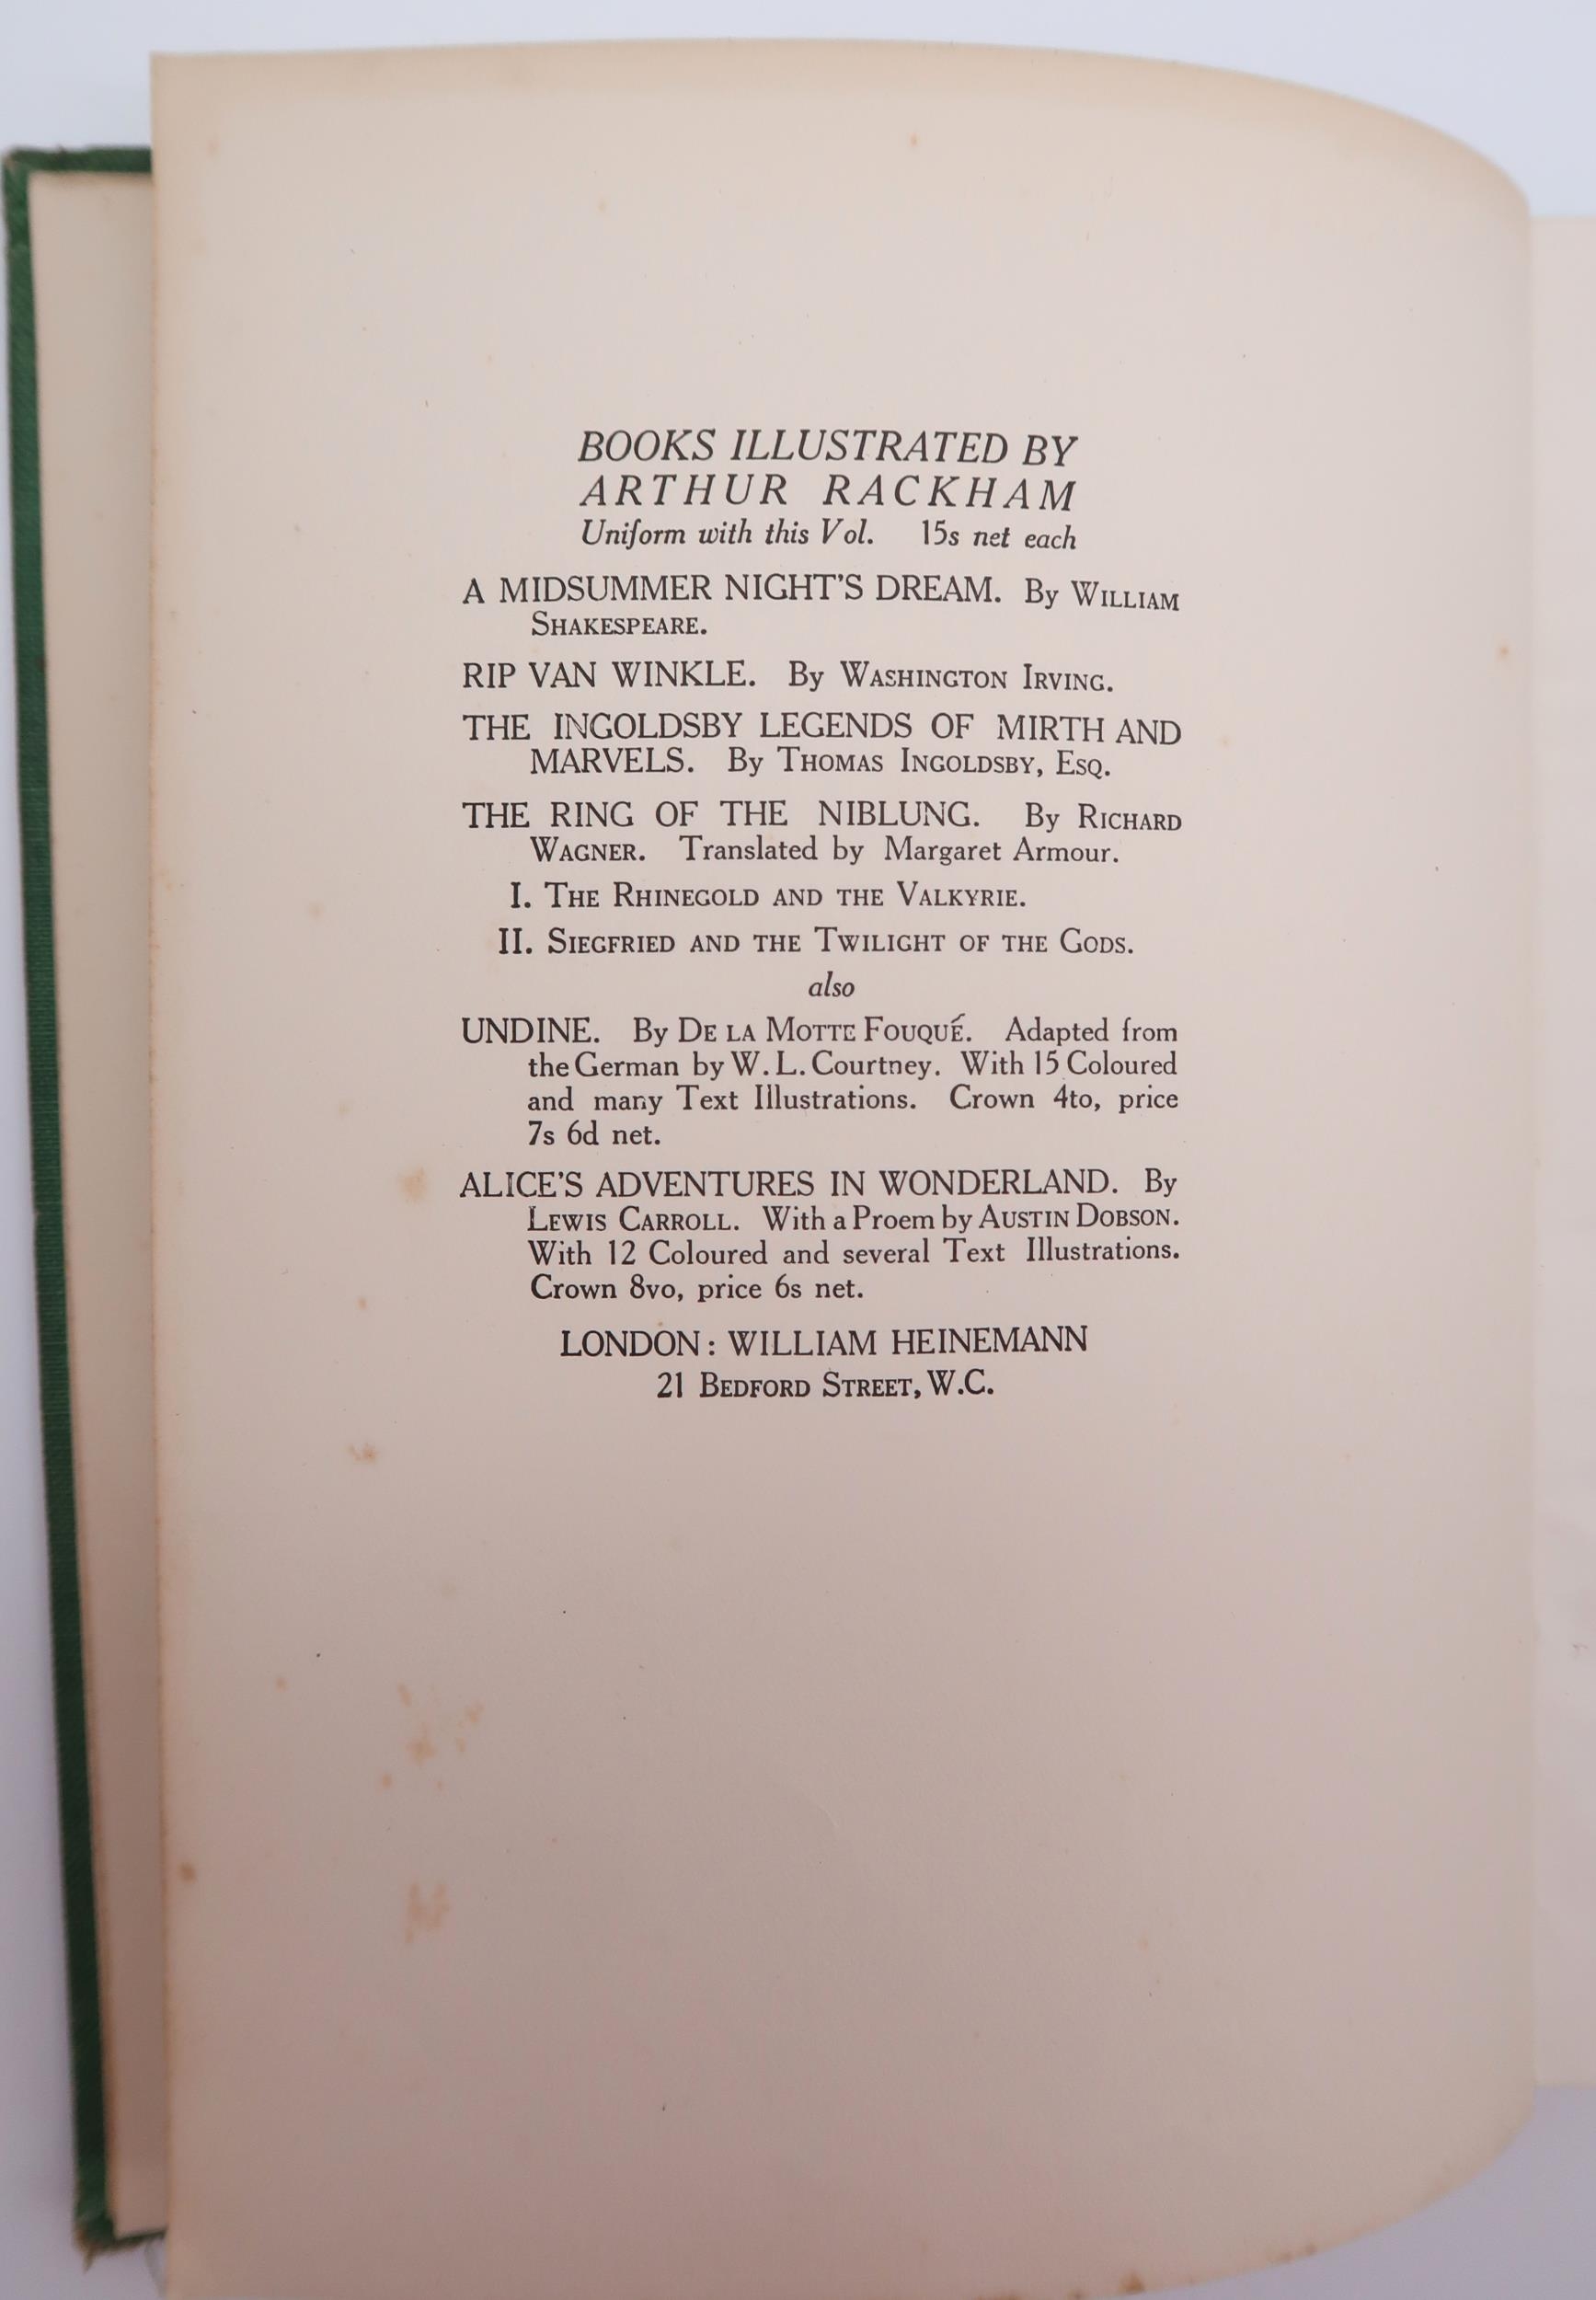 BOOKS ILLUSTRATED BY
ARTHUR RACKHAM
Uniform with this Vol. 15s net each
A MIDSUMMER NIGHT'S DREAM. By WILLIAM
SHAKESPEARE.
RIP VAN WINKLE. By WASHINGTON IRVING.
THE INGOLDSBY LEGENDS OF MIRTH AND
MARVELS. By THOMAS INGOLDSBY, ESQ.
THE RING OF THE NIBLUNG. By RICHARD
WAGNER. Translated by Margaret Armour.
I. THE RHINEGOLD AND THE VALKYRIE.
II. SIEGFRIED AND THE TWILIGHT OF THE GODS.
also
UNDINE. By DE LA MOTTE FOUQUÉ. Adapted from
the German by W. L. Courtney. With 15 Coloured
and many Text Illustrations. Crown 4to, price
7s 6d net.
ALICE'S ADVENTURES IN WONDERLAND. By
LEWIS CARROLL. With a Proem by AUSTIN DOBSON.
With 12 Coloured and several Text Illustrations.
Crown 8vo, price 6s net.
LONDON: WILLIAM HEINEMANN
21 BEDFORD STREET, W.C.